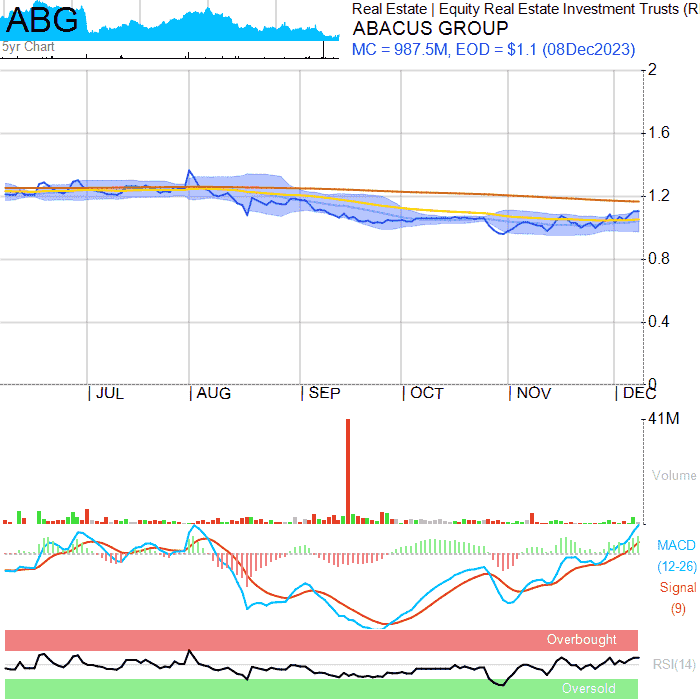 ABG
5yr Chart
Real Estate | Equity Real Estate Investment Trusts (R
ABACUS GROUP
MC = 987.5M, EOD = $1.1 (08Dec2023)
2
1.6
1.2
0.8
0.4
0
JUL AUG SEP OCT NOV DEC
41M
Volume
MACD
(12-26)
Signal
(9)
Overbought
RSI(14)
Oversold